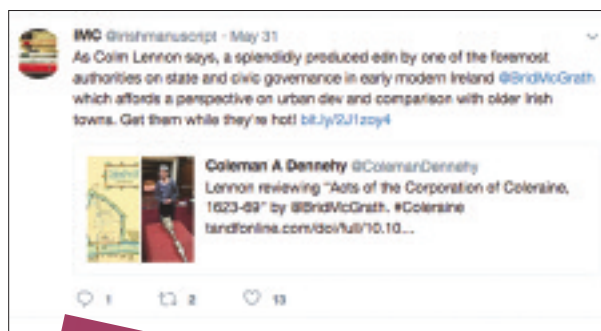 IMC @irishmanuscript · May 31
As Colm Lennon says, a splendidly produced edn by one of the foremost
authorities on state and civic governance in early modern Ireland @BridMcGrath
which affords a perspective on urban dev and comparison with older Irish
towns. Get them while they're hot! bit.ly/2J1zoy4
Coleman A Dennehy @ColemanDennehy
Lennon reviewing "Acts of the Corporation of Coleraine,
1623-69" by @BridMcGrath. #Coleraine
tandfonline.com/doi/full/10.10...
1 2 13